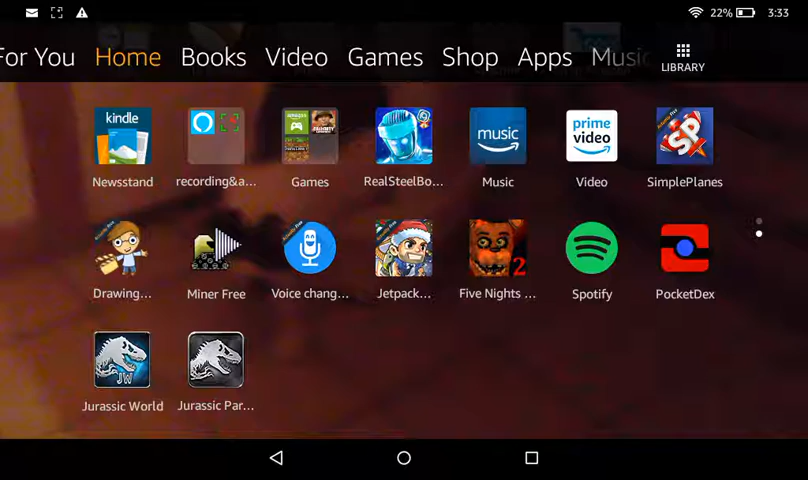 22% 3:33
For You Home Books Video Games Shop Apps Music LIBRARY
kindle
amazon
music
prime
video
SP
Newsstand recording&a... Games RealSteelBo... Music Video SimplePlanes
2
Drawing... Miner Free Voice chang... Jetpack... Five Nights ... Spotify PocketDex
JW
Jurassic World Jurassic Par...